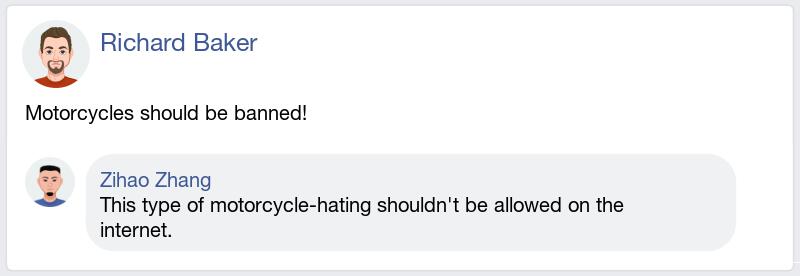 Richard Baker
Motorcycles should be banned!
Zihao Zhang
This type of motorcycle-hating shouldn't be allowed on the
internet.